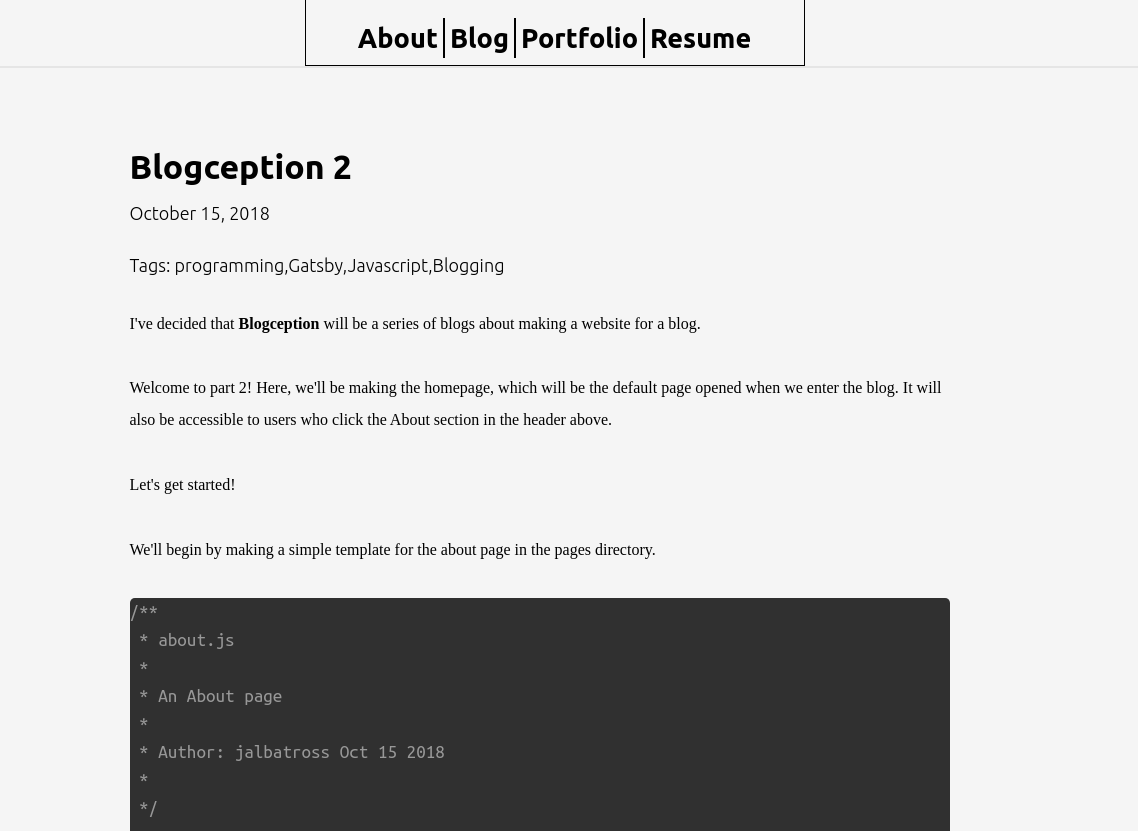 About Blog Portfolio Resume
Blogception 2
October 15, 2018
Tags: programming,Gatsby,Javascript,Blogging
I've decided that Blogception will be a series of blogs about making a website for a blog.
Welcome to part 2! Here, we'll be making the homepage, which will be the default page opened when we enter the blog. It will
also be accessible to users who click the About section in the header above.
Let's get started!
We'll begin by making a simple template for the about page in the pages directory.
/**
 * about.js
 *
 * An About page
 *
 * Author: jalbatross Oct 15 2018
 *
 */